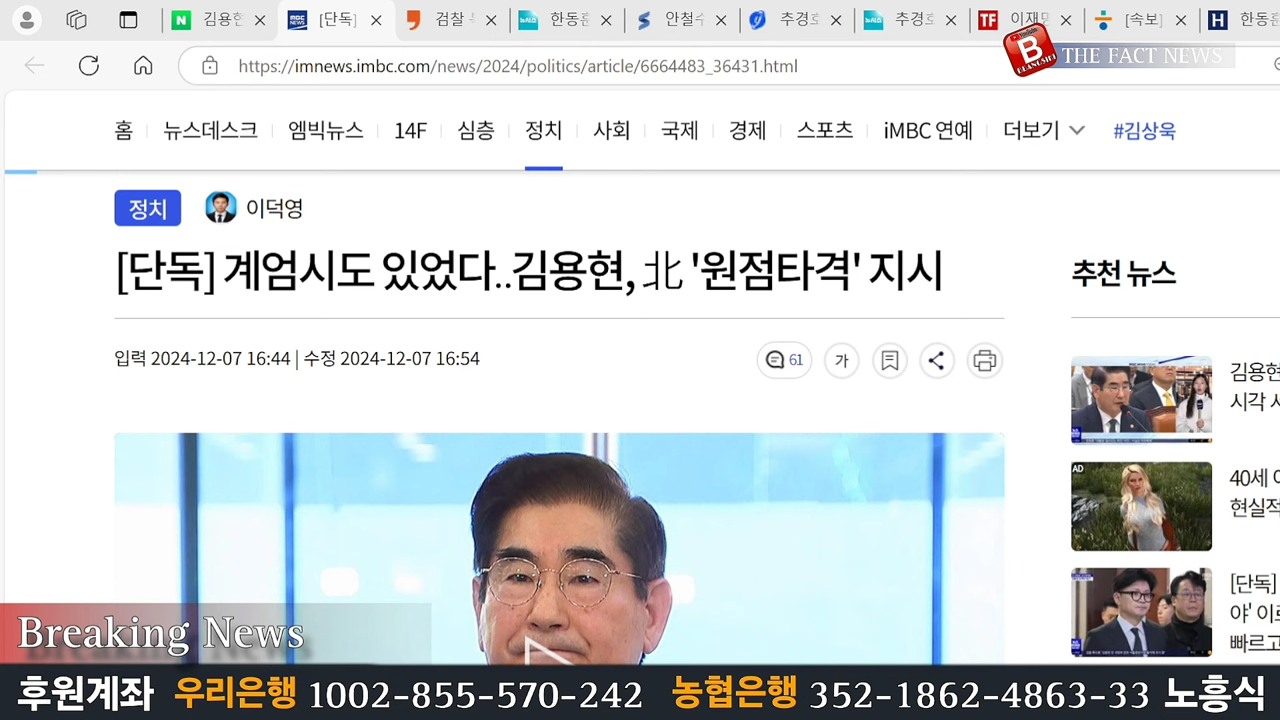 김용현
[단독]
검찰
한동훈
안철수
추경호
추경호
이재명
[속보]
한동훈
https://imnews.imbc.com/news/2024/politics/article/6664483_36431.html
B
BHANGSIFI
THE FACT NEWS
홈 뉴스데스크 엠빅뉴스 14F 심층 정치 사회 국제 경제 스포츠 iMBC 연예 더보기 #김상욱
정치 이덕영
[단독] 계엄시도 있었다..김용현, 北 '원점타격' 지시
추천 뉴스
입력 2024-12-07 16:44 | 수정 2024-12-07 16:54
61 가
김용현
시각
AD
40세
현실적
[단독]
야'
빠르고
Breaking News
후원계좌 우리은행 1002-855-570-242 농협은행 352-1862-4863-33 노흥식